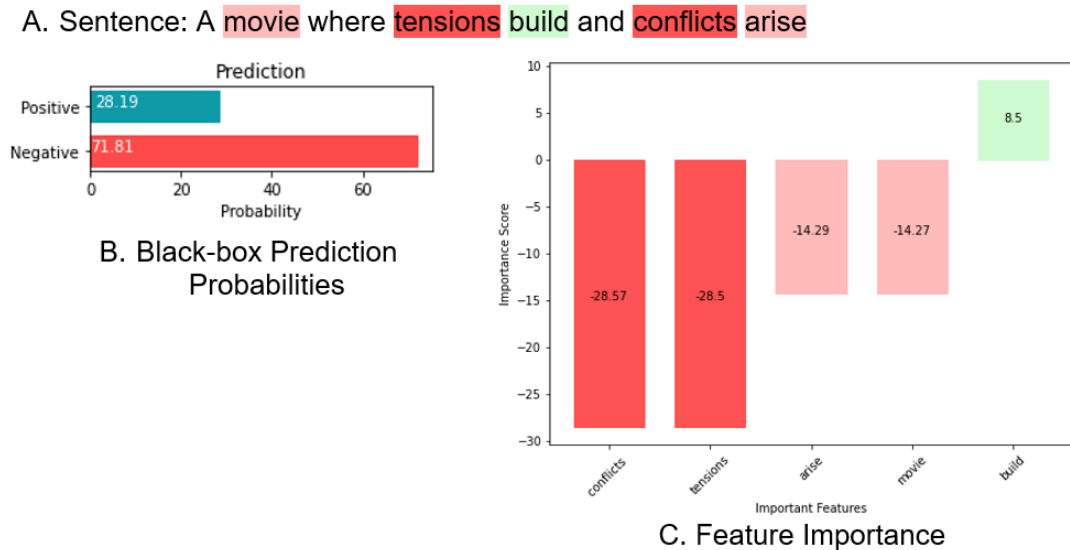 A. Sentence: A movie where tensions build and conflicts arise
Prediction
Positive
28.19
Negative
71.81
0 20 40 60
Probability
B. Black-box Prediction
Probabilities
10
5
0
−5
−10
−15
−20
−25
−30
Importance Score
8.5
-14.29
-14.27
-28.57
-28.5
conflicts tensions arise movie build
Important Features
C. Feature Importance